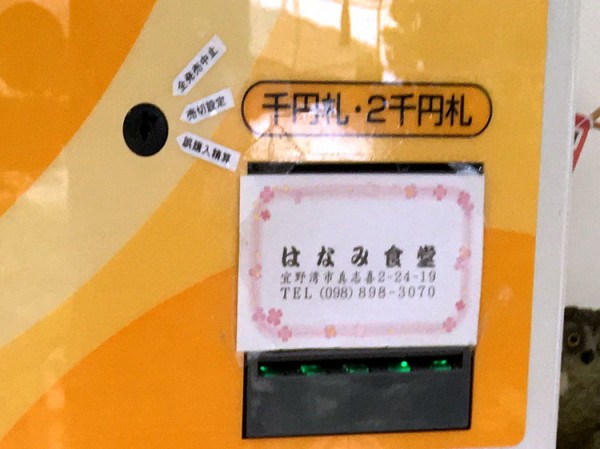 全発売中止
売切設定
誤購入精算
千円札・2千円札
はなみ食堂
宜野湾市真志喜2-24-19
TEL (098) 898-3070